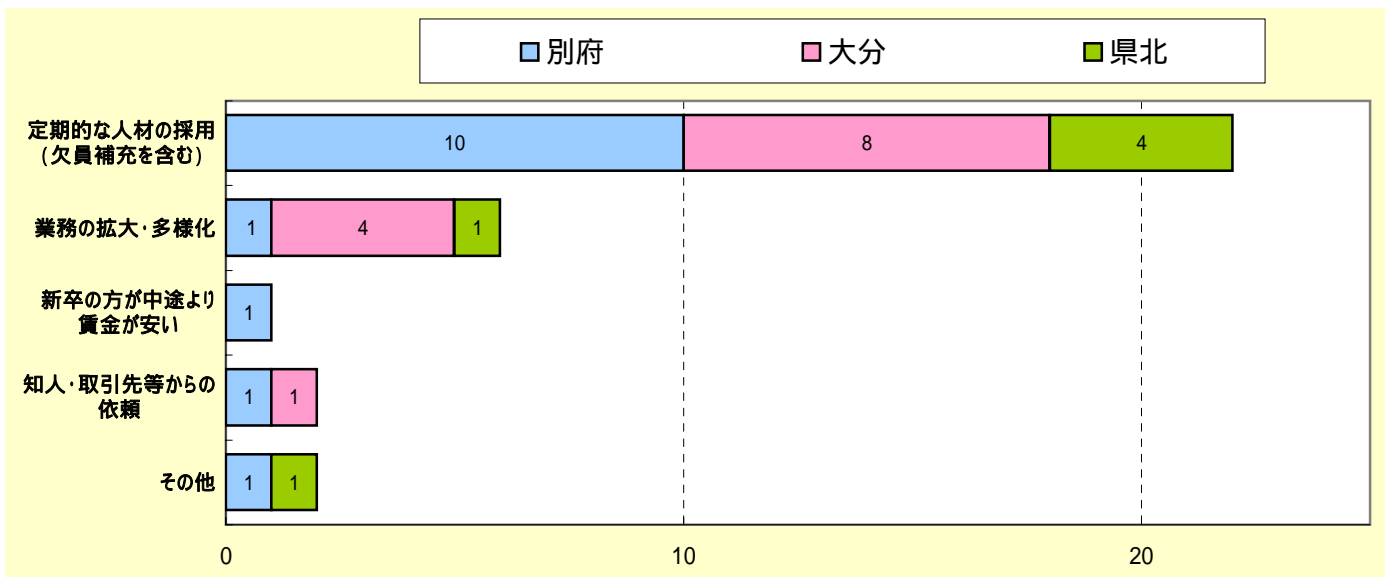 別府 大分 県北
定期的な人材の採用
(欠員補充を含む)
10 8 4
業務の拡大・多様化
1 4 1
新卒の方が中途より
賃金が安い
1
知人・取引先等からの
依頼
1 1
その他
1 1
0 10 20